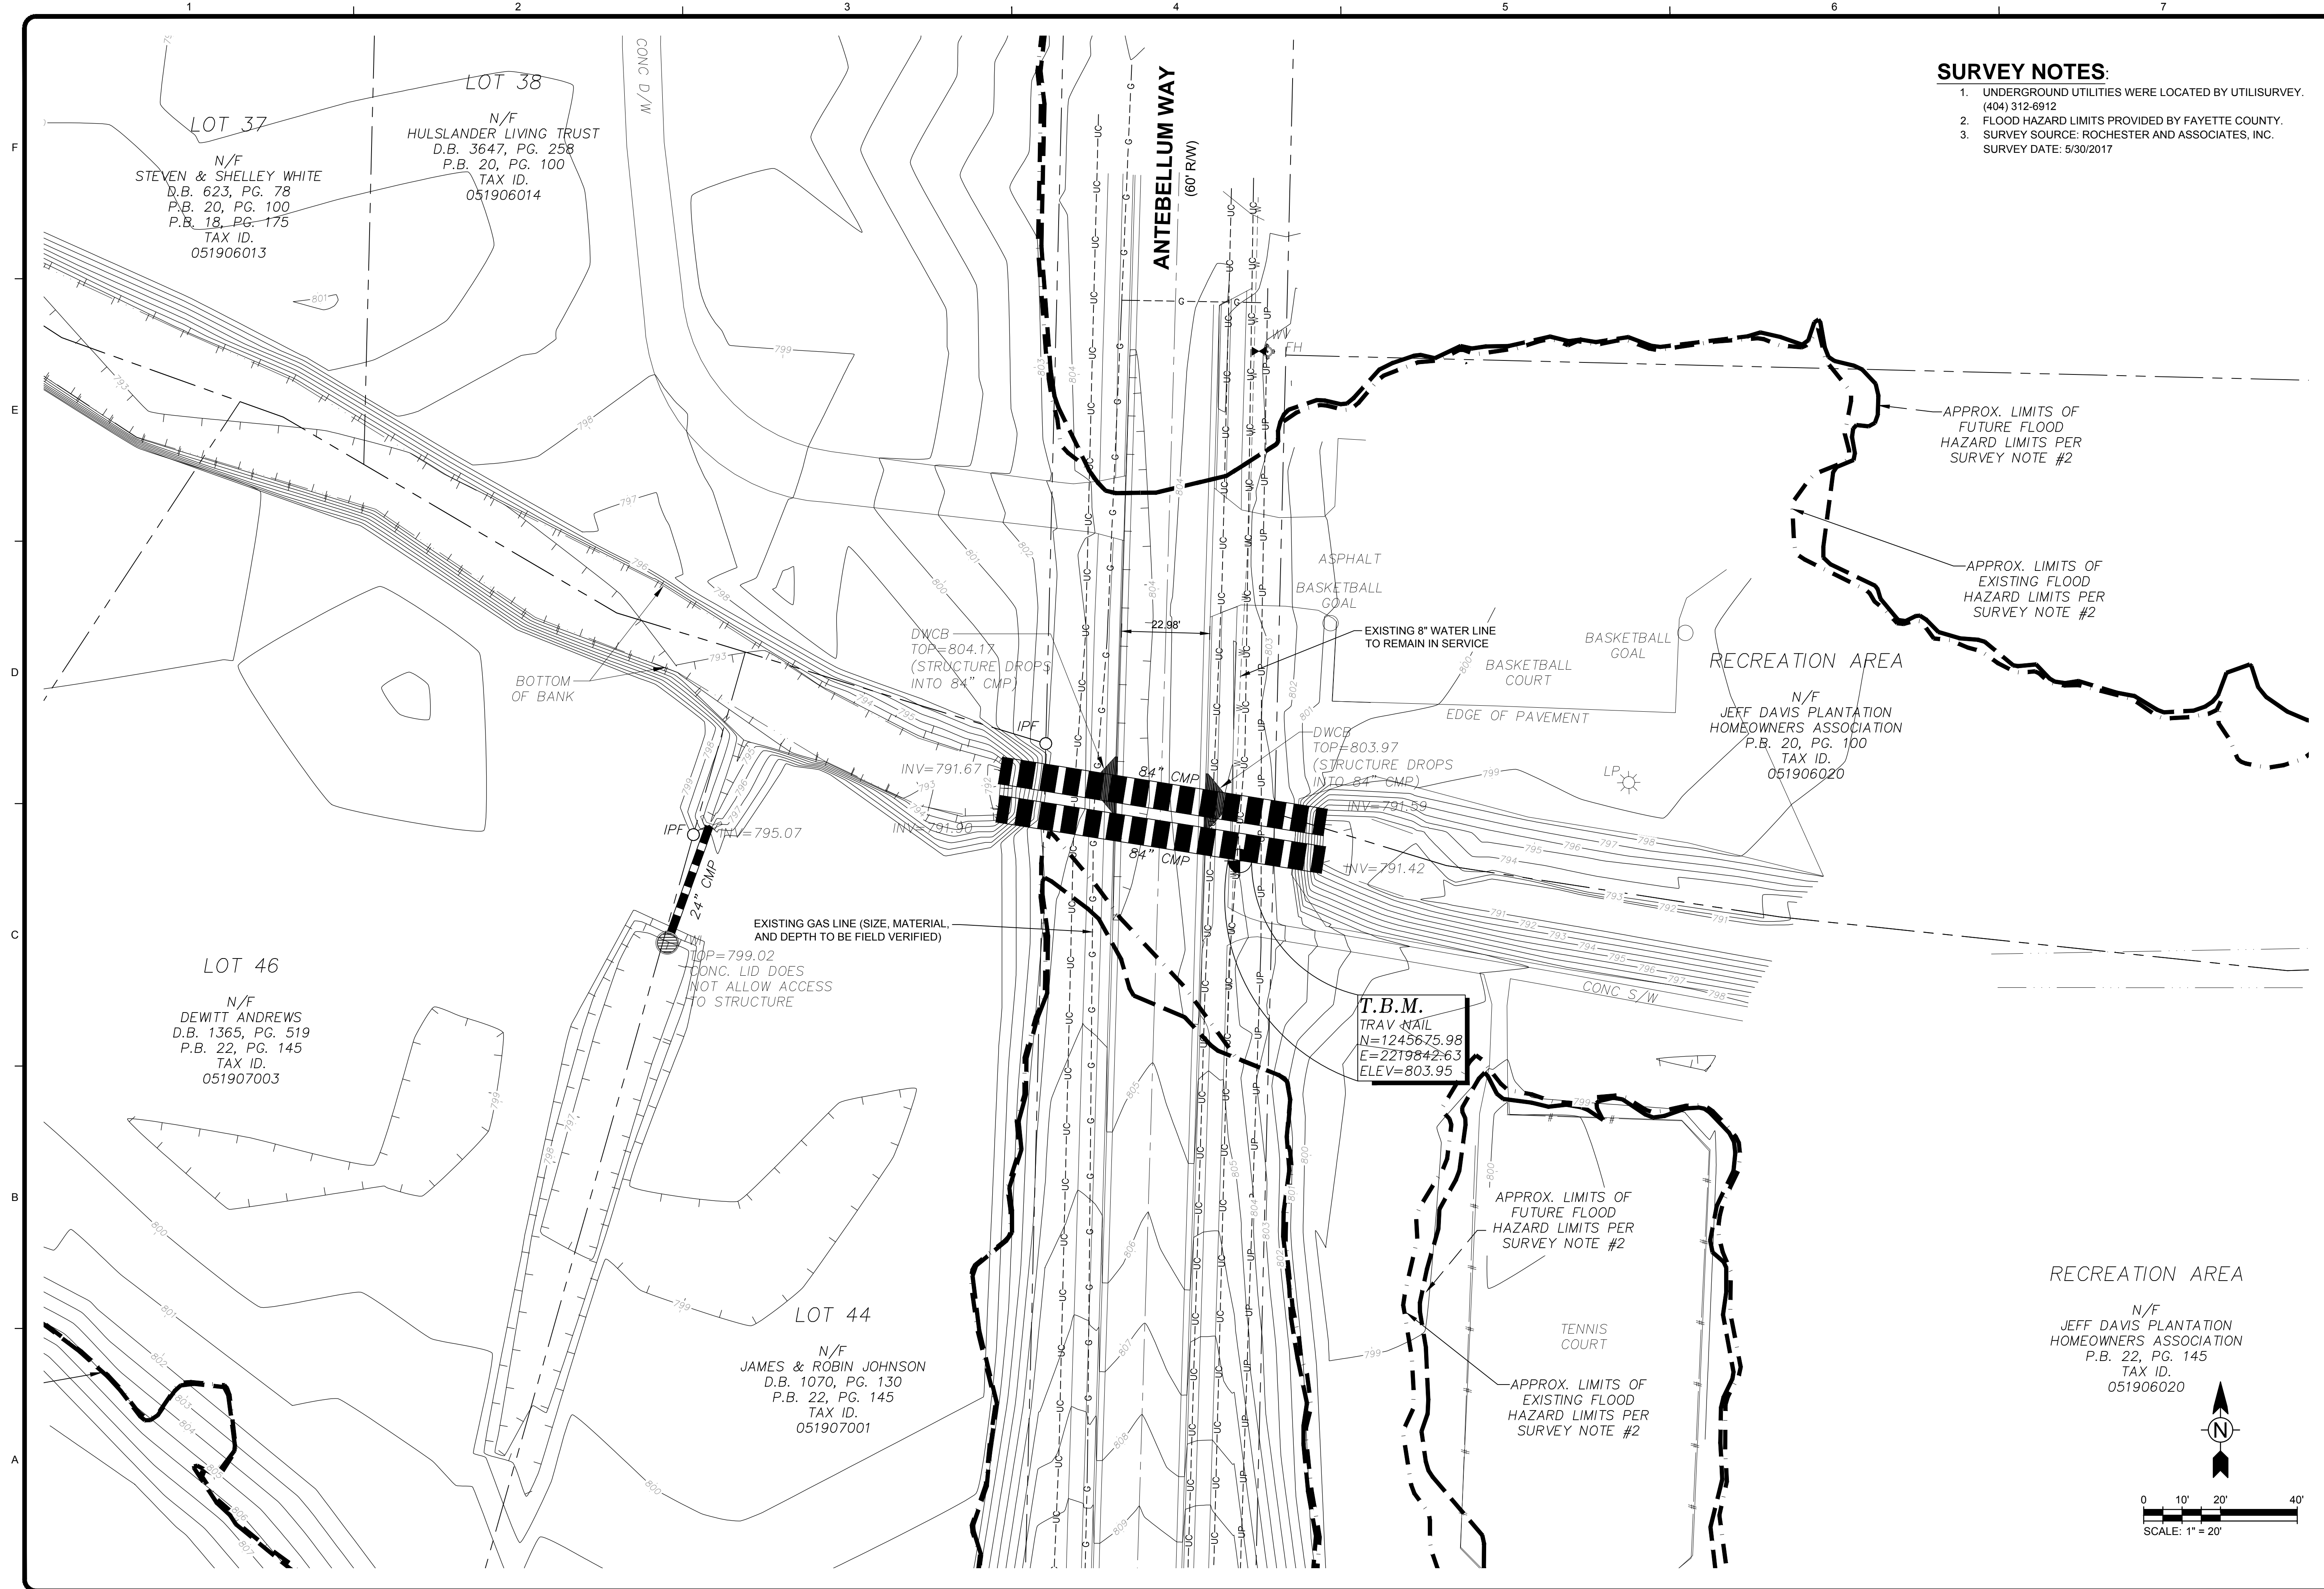 1 2 3 4 5 6 7
F
E
D
C
B
A
SURVEY NOTES:
1. UNDERGROUND UTILITIES WERE LOCATED BY UTILISURVEY.
(404) 312-6912
2. FLOOD HAZARD LIMITS PROVIDED BY FAYETTE COUNTY.
3. SURVEY SOURCE: ROCHESTER AND ASSOCIATES, INC.
SURVEY DATE: 5/30/2017
LOT 37
N/F
STEVEN & SHELLEY WHITE
D.B. 623, PG. 78
P.B. 20, PG. 100
P.B. 18, PG. 175
TAX ID.
051906013
LOT 38
N/F
HULSLANDER LIVING TRUST
D.B. 3647, PG. 258
P.B. 20, PG. 100
TAX ID.
051906014
CONC D/W
ANTEBELLUM WAY
(60' R/W)
WV
FH
APPROX. LIMITS OF
FUTURE FLOOD
HAZARD LIMITS PER
SURVEY NOTE #2
APPROX. LIMITS OF
EXISTING FLOOD
HAZARD LIMITS PER
SURVEY NOTE #2
ASPHALT
BASKETBALL
GOAL
EXISTING 8" WATER LINE
TO REMAIN IN SERVICE
22.98'
BASKETBALL
COURT
BASKETBALL
GOAL
EDGE OF PAVEMENT
RECREATION AREA
N/F
JEFF DAVIS PLANTATION
HOMEOWNERS ASSOCIATION
P.B. 20, PG. 100
TAX ID.
051906020
LP
DWCB
TOP=804.17
(STRUCTURE DROPS
INTO 84" CMP)
DWCB
TOP=803.97
(STRUCTURE DROPS
INTO 84" CMP)
BOTTOM
OF BANK
IPF
INV=791.67
84" CMP
INV=791.59
INV=791.90
84" CMP
INV=791.42
IPF
INV=795.07
24" CMP
WI
TOP=799.02
CONC. LID DOES
NOT ALLOW ACCESS
TO STRUCTURE
EXISTING GAS LINE (SIZE, MATERIAL,
AND DEPTH TO BE FIELD VERIFIED)
CONC S/W
T.B.M.
TRAV NAIL
N=1245675.98
E=2219842.63
ELEV=803.95
LOT 46
N/F
DEWITT ANDREWS
D.B. 1365, PG. 519
P.B. 22, PG. 145
TAX ID.
051907003
LOT 44
N/F
JAMES & ROBIN JOHNSON
D.B. 1070, PG. 130
P.B. 22, PG. 145
TAX ID.
051907001
APPROX. LIMITS OF
FUTURE FLOOD
HAZARD LIMITS PER
SURVEY NOTE #2
TENNIS
COURT
APPROX. LIMITS OF
EXISTING FLOOD
HAZARD LIMITS PER
SURVEY NOTE #2
RECREATION AREA
N/F
JEFF DAVIS PLANTATION
HOMEOWNERS ASSOCIATION
P.B. 22, PG. 145
TAX ID.
051906020
N
0 10' 20' 40'
SCALE: 1" = 20'